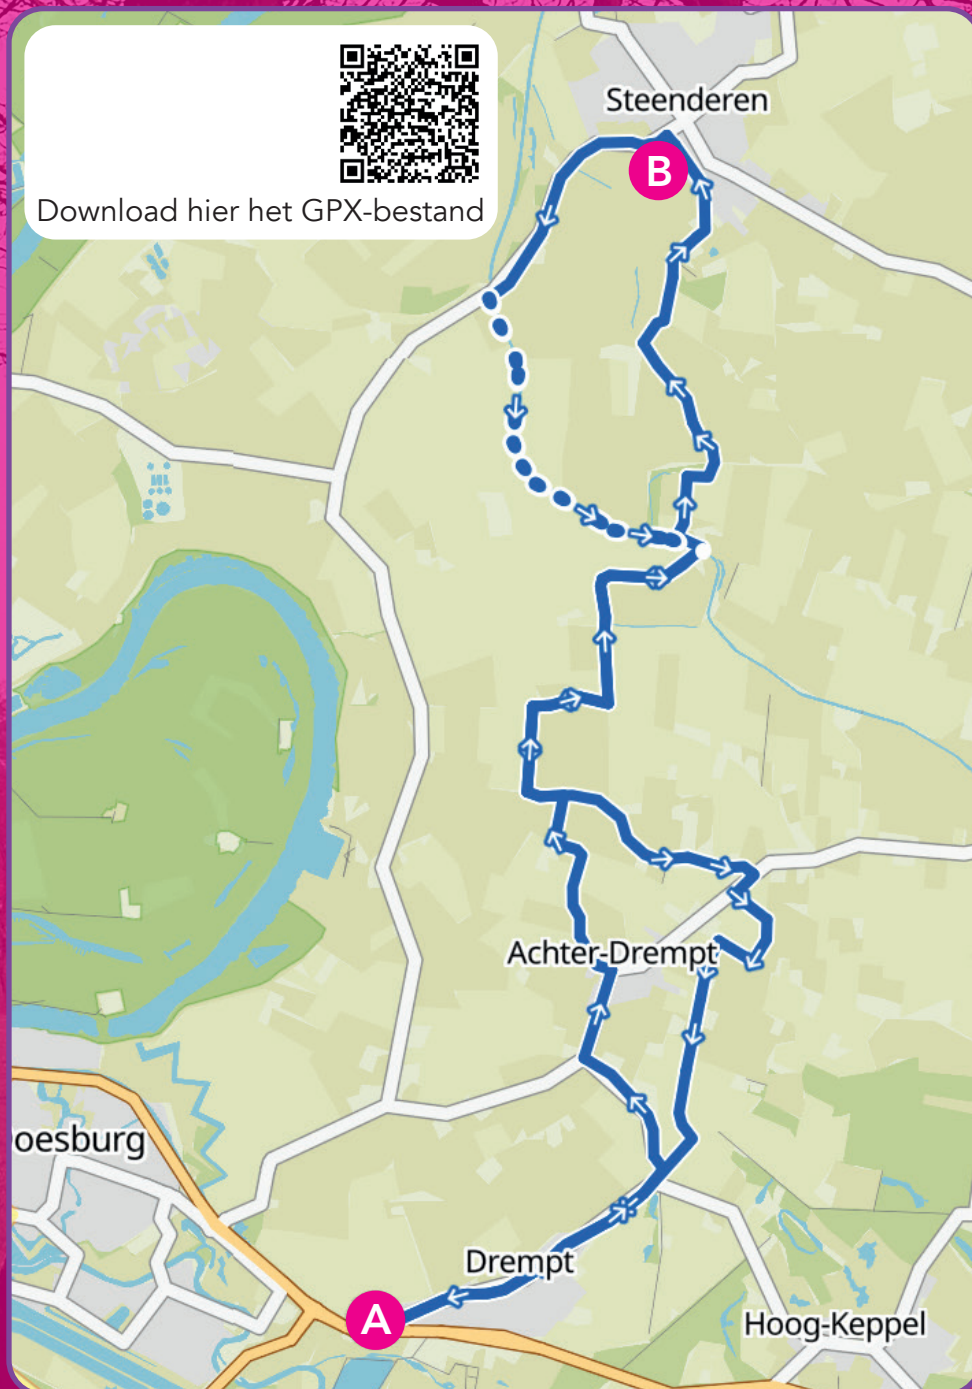 Download hier het GPX-bestand
Steenderen
B
Achter-Drempt
oesburg
Drempt
A
Hoog-Keppel